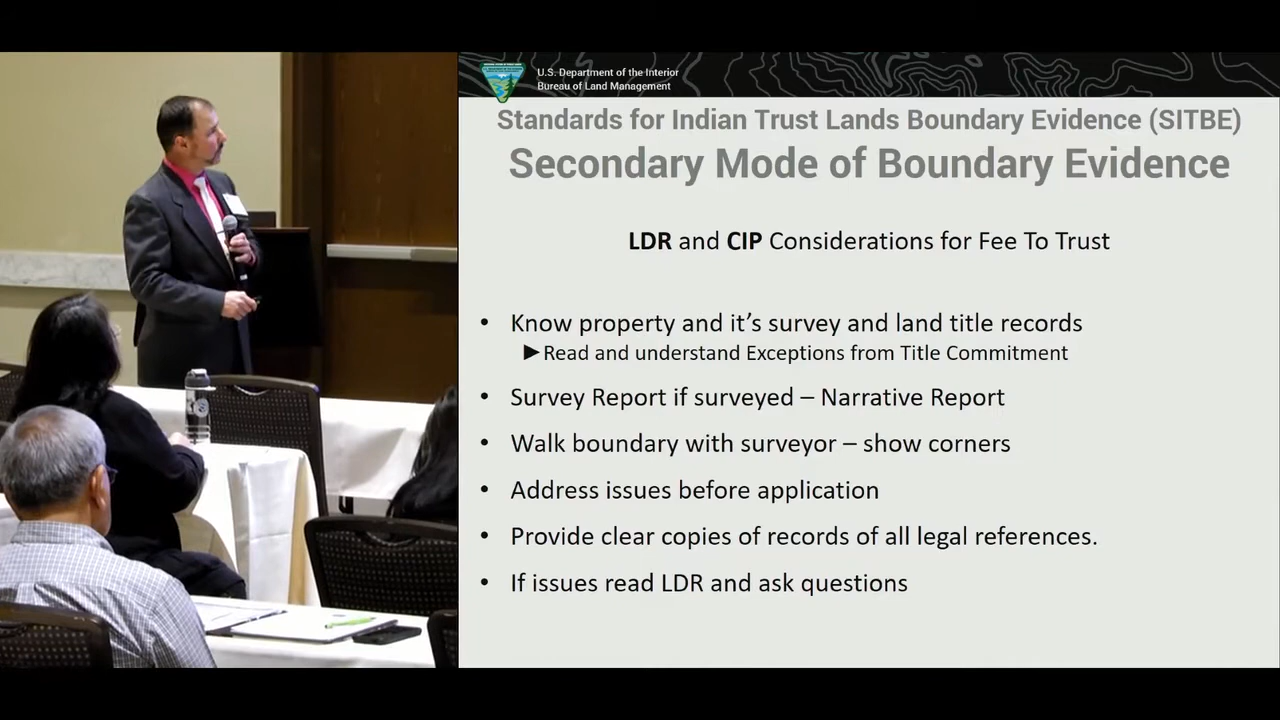 U.S. Department of the Interior
Bureau of Land Management
Standards for Indian Trust Lands Boundary Evidence (SITBE)
Secondary Mode of Boundary Evidence
LDR and CIP Considerations for Fee To Trust
• Know property and it’s survey and land title records
►Read and understand Exceptions from Title Commitment
• Survey Report if surveyed – Narrative Report
• Walk boundary with surveyor – show corners
• Address issues before application
• Provide clear copies of records of all legal references.
• If issues read LDR and ask questions